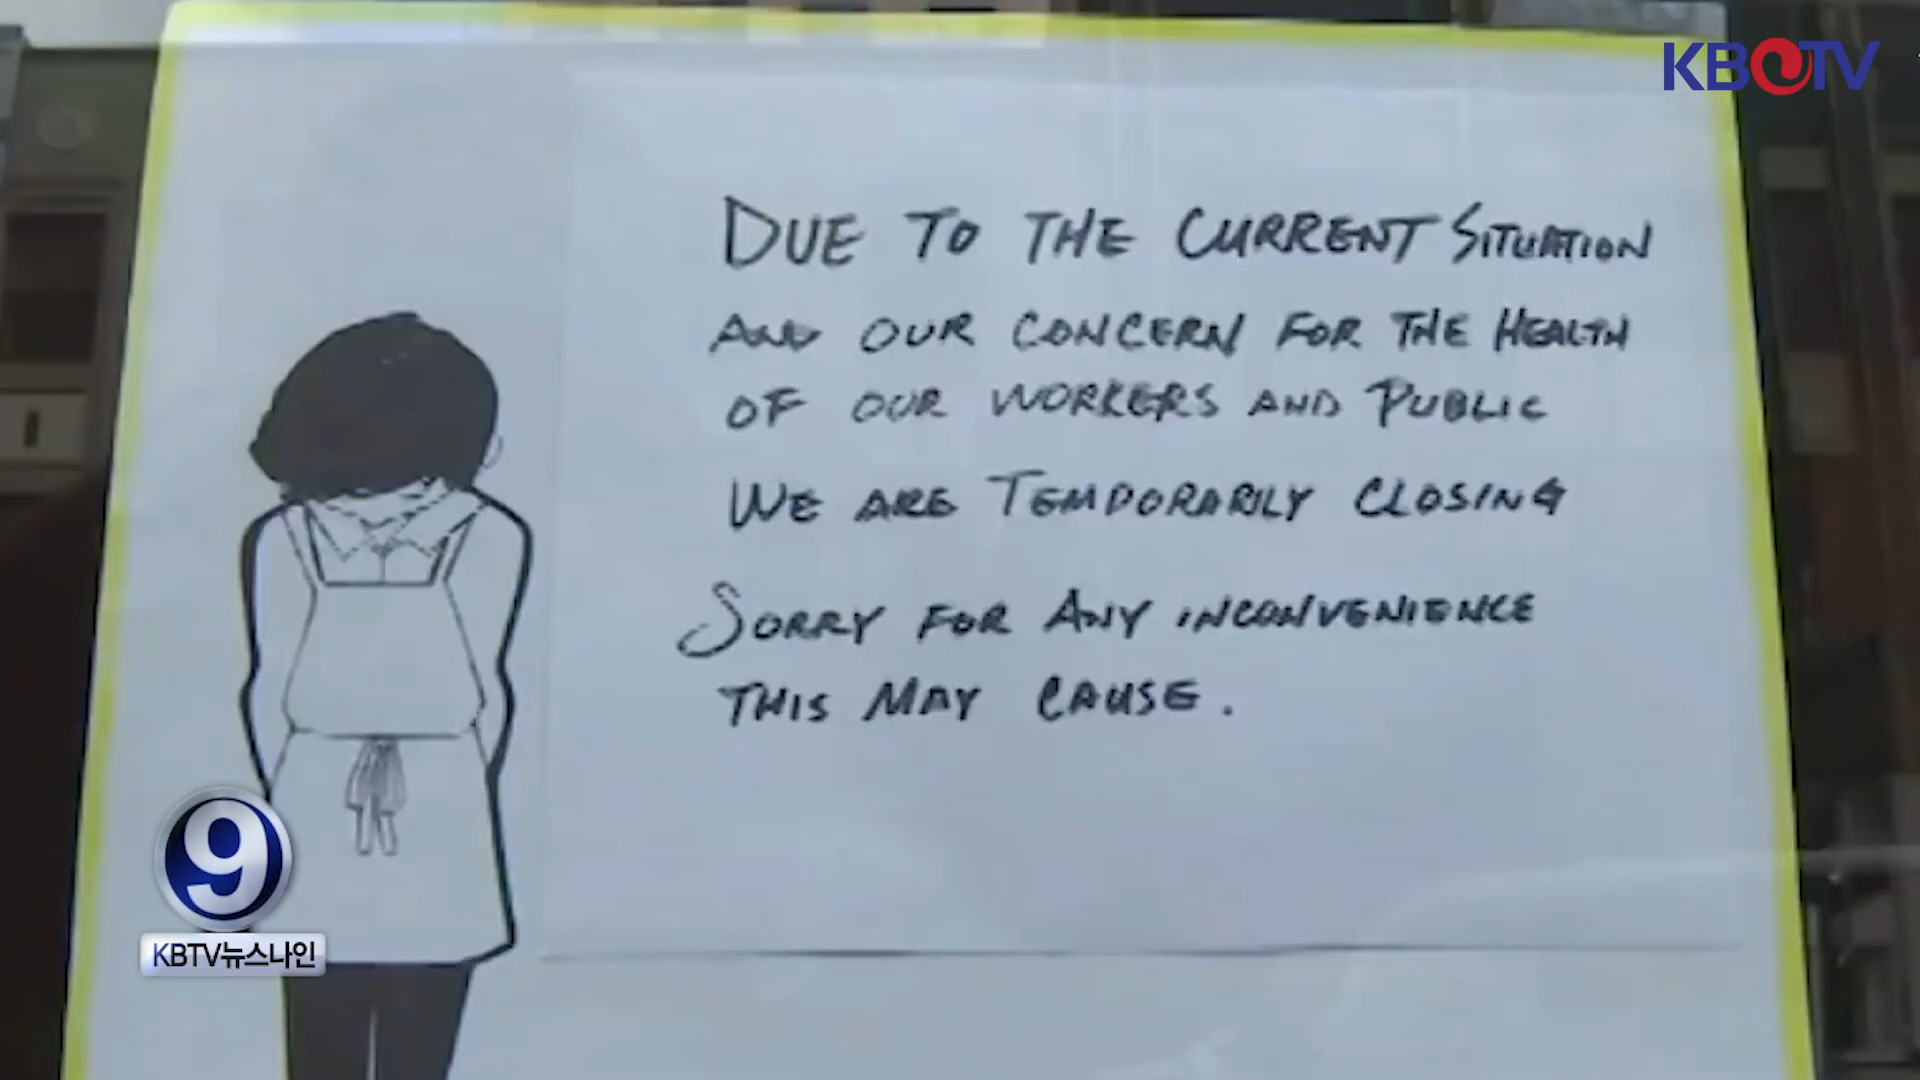 KBTV
DUE TO THE CURRENT SITUATION
AND OUR CONCERN FOR THE HEALTH
OF OUR WORKERS AND PUBLIC
WE ARE TEMPORARILY CLOSING
SORRY FOR ANY INCONVENIENCE
THIS MAY CAUSE.
9
KBTV뉴스나인